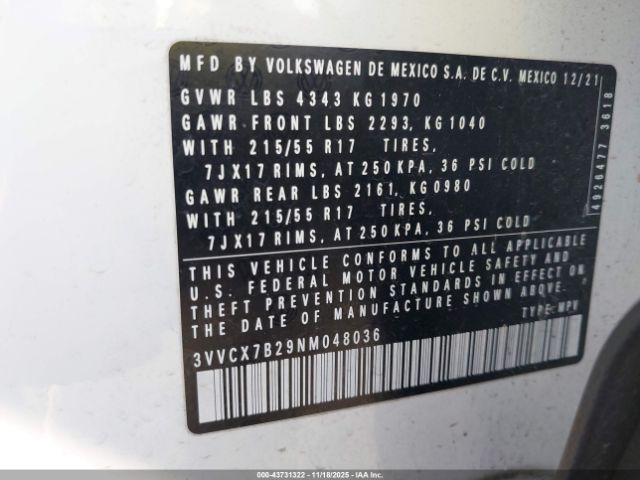 MFD BY VOLKSWAGEN DE MEXICO S.A. DE C.V. MEXICO 12/21
GVWR LBS 4343 KG 1970
GAWR FRONT LBS 2293, KG 1040
WITH 215/55 R17 TIRES,
7JX17 RIMS, AT 250 KPA, 36 PSI COLD
GAWR REAR LBS 2161, KG 0980
WITH 215/55 R17 TIRES,
7JX17 RIMS, AT 250 KPA, 36 PSI COLD
THIS VEHICLE CONFORMS TO ALL APPLICABLE
U.S. FEDERAL MOTOR VEHICLE SAFETY AND
THEFT PREVENTION STANDARDS IN EFFECT ON
THE DATE OF MANUFACTURE SHOWN ABOVE.
TYPE: MPV
3VVCX7B29NM048036
4926477 3618
000-43731322 | 11/18/2025 | IAAI.com